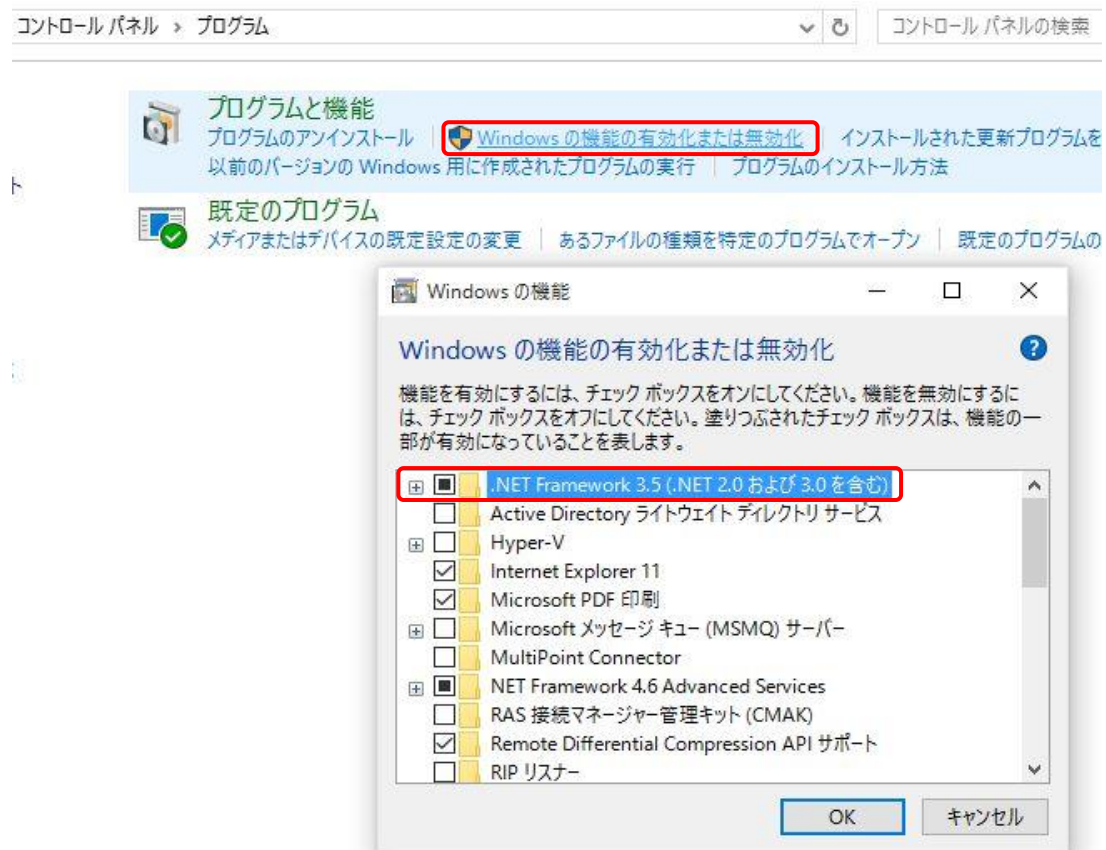 コントロール パネル › プログラム
コントロール パネルの検索
プログラムと機能
プログラムのアンインストール | Windows の機能の有効化または無効化 | インストールされた更新プログラムを
以前のバージョンの Windows 用に作成されたプログラムの実行 | プログラムのインストール方法
ト
既定のプログラム
メディアまたはデバイスの既定設定の変更 | あるファイルの種類を特定のプログラムでオープン | 既定のプログラムの
Windows の機能
Windows の機能の有効化または無効化
機能を有効にするには、チェック ボックスをオンにしてください。機能を無効にするに
は、チェック ボックスをオフにしてください。塗りつぶされたチェック ボックスは、機能の一
部が有効になっていることを表します。
.NET Framework 3.5 (.NET 2.0 および 3.0 を含む)
Active Directory ライトウェイト ディレクトリ サービス
Hyper-V
Internet Explorer 11
Microsoft PDF 印刷
Microsoft メッセージ キュー (MSMQ) サーバー
MultiPoint Connector
NET Framework 4.6 Advanced Services
RAS 接続マネージャー管理キット (CMAK)
Remote Differential Compression API サポート
RIP リスナー
OK
キャンセル